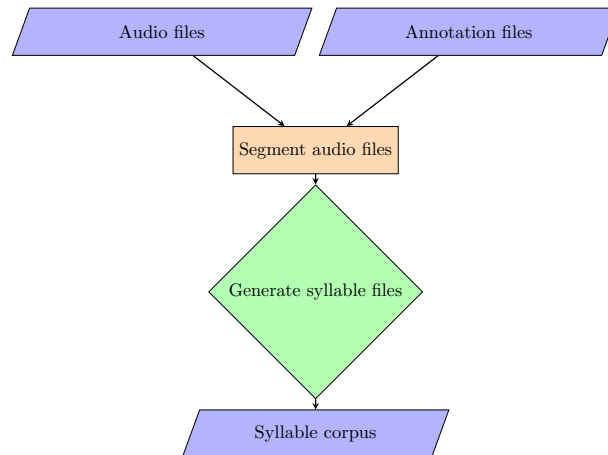 Audio files
Annotation files
Segment audio files
Generate syllable files
Syllable corpus